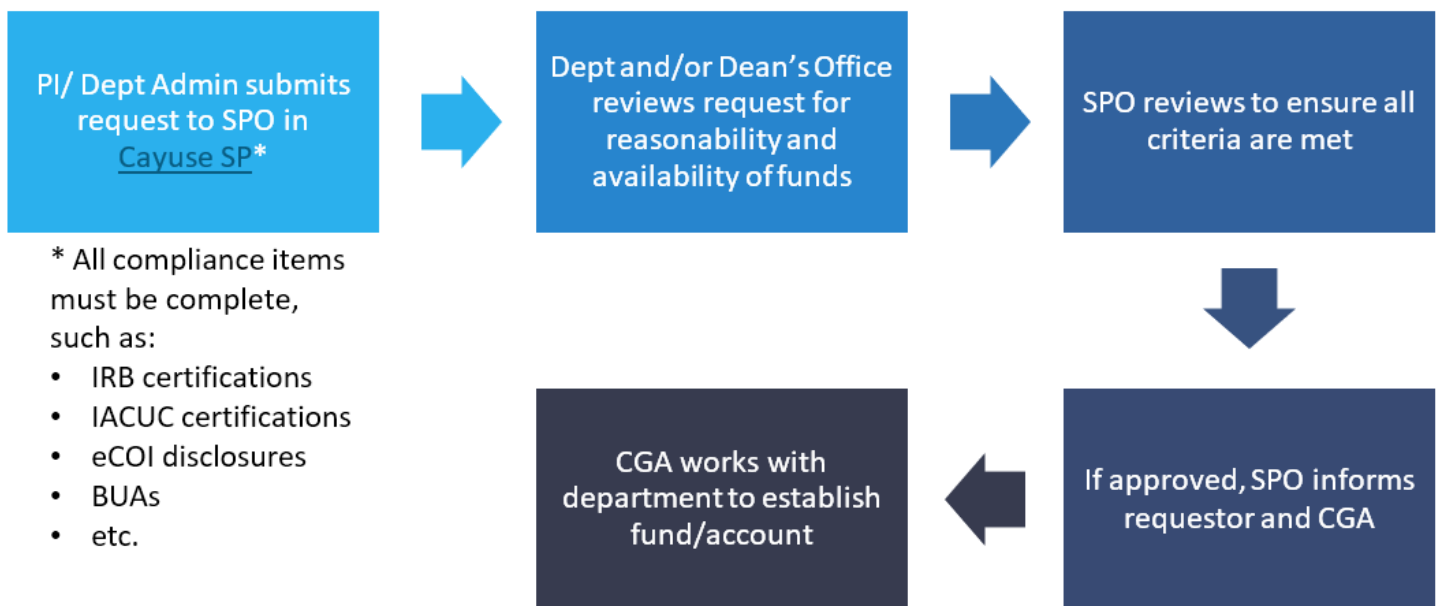 PI/ Dept Admin submits
request to SPO in
Cayuse SP*
Dept and/or Dean's Office
reviews request for
reasonability and
availability of funds
SPO reviews to ensure all
criteria are met
* All compliance items
must be complete,
such as:
• IRB certifications
• IACUC certifications
• eCOI disclosures
• BUAs
• etc.
If approved, SPO informs
requestor and CGA
CGA works with
department to establish
fund/account